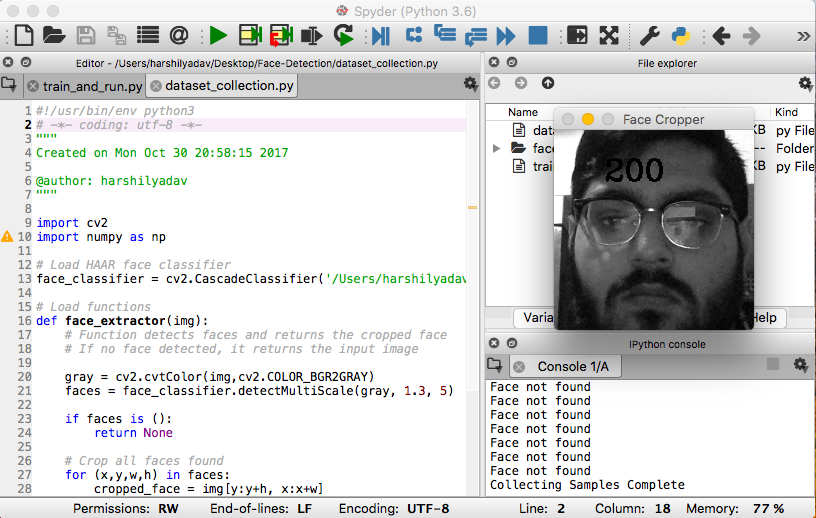 Spyder (Python 3.6)
Editor - /Users/harshilyadav/Desktop/Face-Detection/dataset_collection.py
train_and_run.py
dataset_collection.py
1 #!/usr/bin/env python3
2 # -*- coding: utf-8 -*-
3 """
4 Created on Mon Oct 30 20:58:15 2017
5
6 @author: harshilyadav
7 """
8
9 import cv2
10 import numpy as np
11
12 # Load HAAR face classifier
13 face_classifier = cv2.CascadeClassifier('/Users/harshilyadav
14
15 # Load functions
16 def face_extractor(img):
17 # Function detects faces and returns the cropped face
18 # If no face detected, it returns the input image
19
20 gray = cv2.cvtColor(img,cv2.COLOR_BGR2GRAY)
21 faces = face_classifier.detectMultiScale(gray, 1.3, 5)
22
23 if faces is ():
24 return None
25
26 # Crop all faces found
27 for (x,y,w,h) in faces:
28 cropped_face = img[y:y+h, x:x+w]
File explorer
Name Kind
dat KB py File
fac -- Folder
train KB py File
Face Cropper
200
Varia Help
IPython console
Console 1/A
Face not found
Face not found
Face not found
Face not found
Face not found
Face not found
Face not found
Collecting Samples Complete
Permissions: RW End-of-lines: LF Encoding: UTF-8 Line: 2 Column: 18 Memory: 77 %